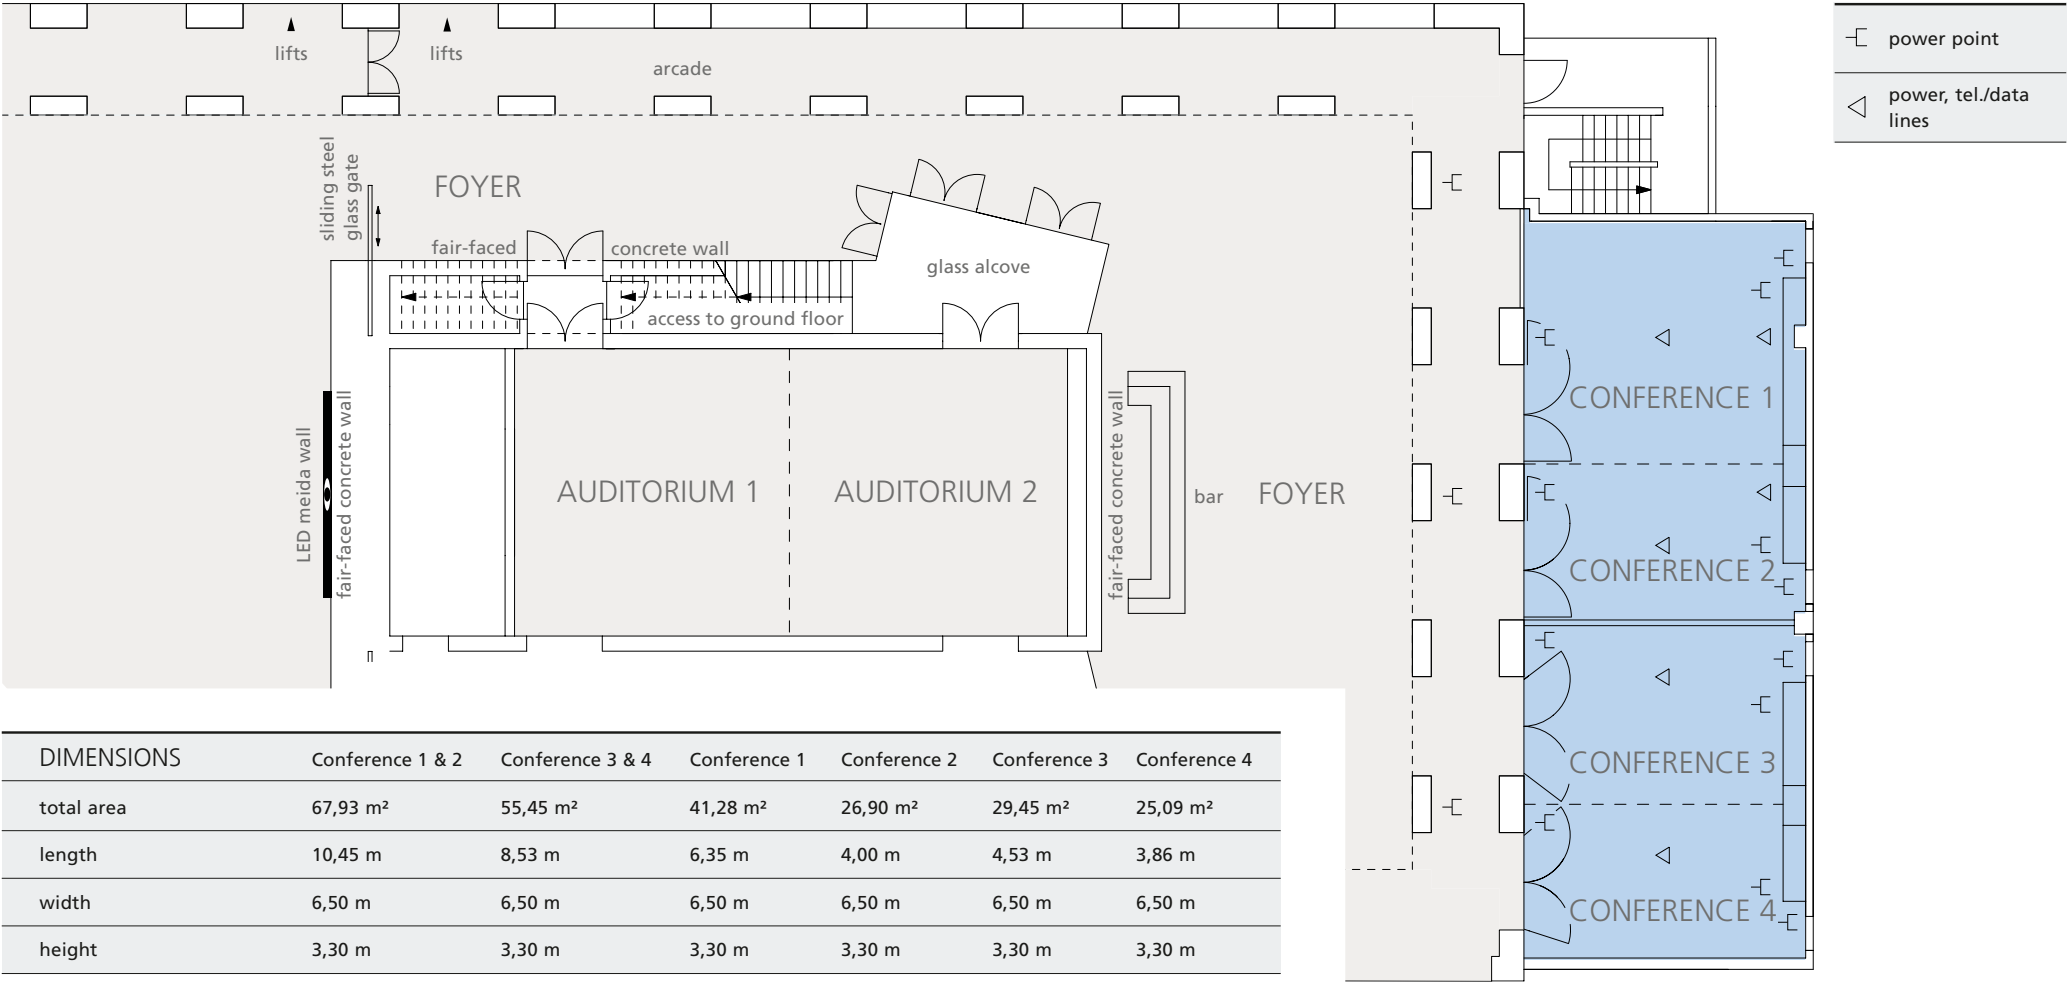 lifts
lifts
arcade
power point
power, tel./data
lines
sliding steel
glass gate
FOYER
fair-faced
concrete wall
glass alcove
access to ground floor
CONFERENCE 1
LED meida wall
fair-faced concrete wall
AUDITORIUM 1
AUDITORIUM 2
fair-faced concrete wall
bar
FOYER
CONFERENCE 2
CONFERENCE 3
CONFERENCE 4
DIMENSIONS Conference 1 & 2 Conference 3 & 4 Conference 1 Conference 2 Conference 3 Conference 4
total area 67,93 m² 55,45 m² 41,28 m² 26,90 m² 29,45 m² 25,09 m²
length 10,45 m 8,53 m 6,35 m 4,00 m 4,53 m 3,86 m
width 6,50 m 6,50 m 6,50 m 6,50 m 6,50 m 6,50 m
height 3,30 m 3,30 m 3,30 m 3,30 m 3,30 m 3,30 m